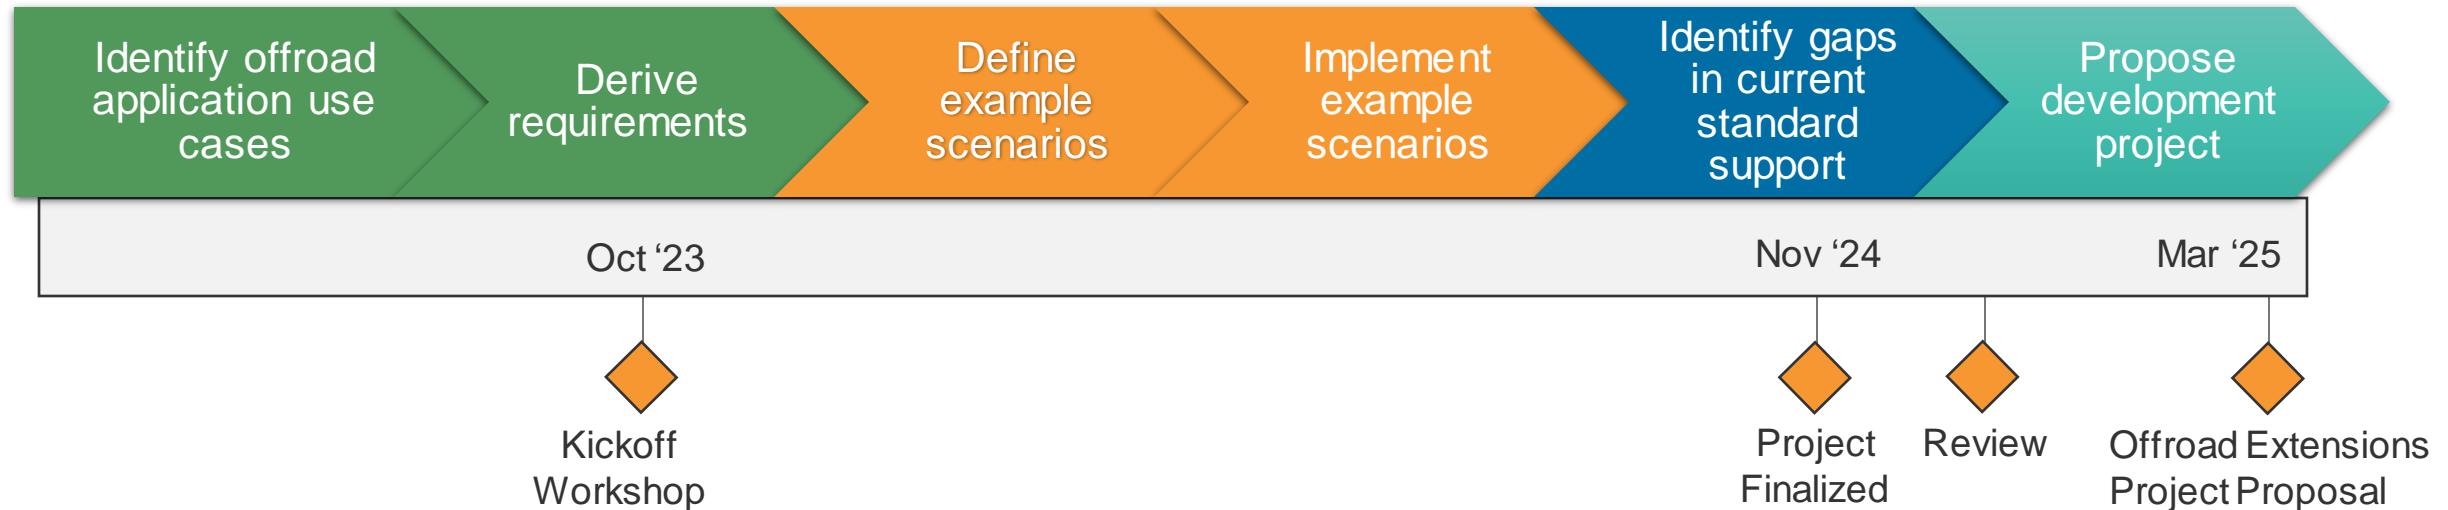 Identify offroad
application use
cases
Derive
requirements
Define
example
scenarios
Implement
example
scenarios
Identify gaps
in current
standard
support
Propose
development
project
Oct ‘23
Nov ‘24
Mar ‘25
Kickoff
Workshop
Project
Finalized
Review
Offroad Extensions
Project Proposal